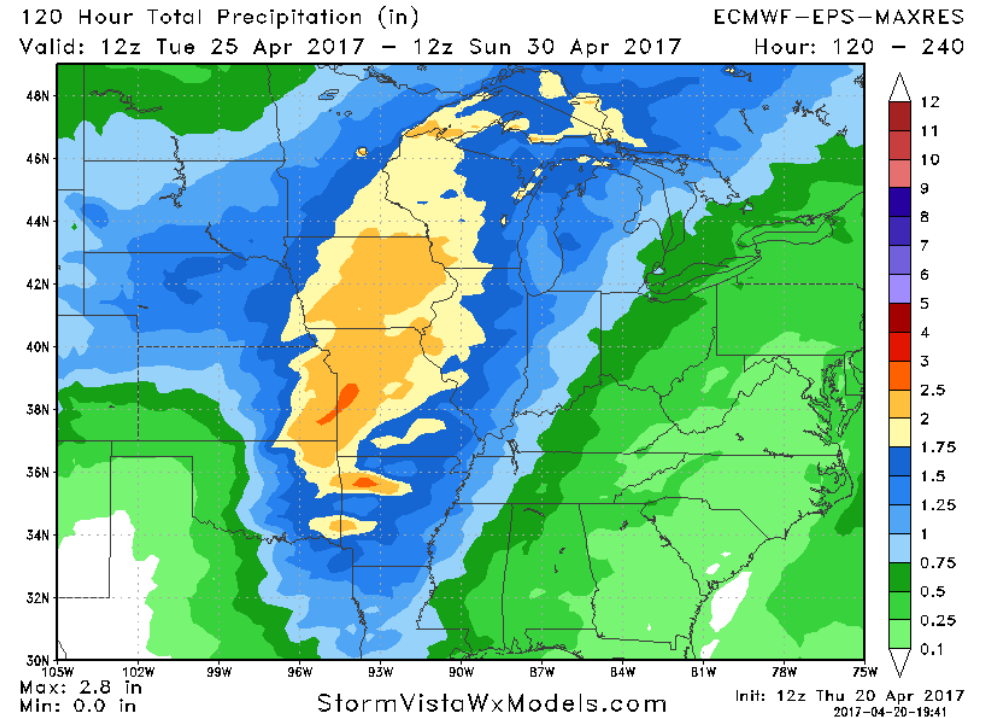 120 Hour Total Precipitation (in)
ECMWF-EPS-MAXRES
Valid: 12z Tue 25 Apr 2017 - 12z Sun 30 Apr 2017
Hour: 120 - 240
48N
46N
44N
42N
40N
38N
36N
34N
32N
30N
105W 102W 99W 96W 93W 90W 87W 84W 81W 78W 75W
12
11
10
9
8
7
6
5
4
3
2.5
2
1.75
1.5
1.25
1
0.75
0.5
0.25
0.1
Max: 2.8 in
Min: 0.0 in
StormVistaWxModels.com
Init: 12z Thu 20 Apr 2017
2017-04-20-19:41